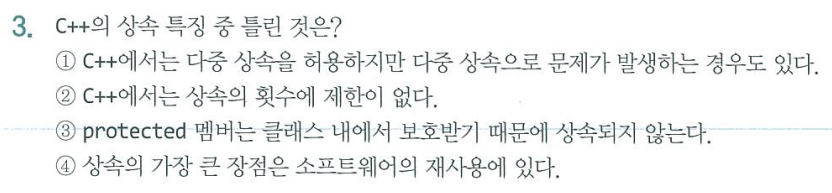 3. C++의 상속 특징 중 틀린 것은?
① C++에서는 다중 상속을 허용하지만 다중 상속으로 문제가 발생하는 경우도 있다.
② C++에서는 상속의 횟수에 제한이 없다.
③ protected 멤버는 클래스 내에서 보호받기 때문에 상속되지 않는다.
④ 상속의 가장 큰 장점은 소프트웨어의 재사용에 있다.